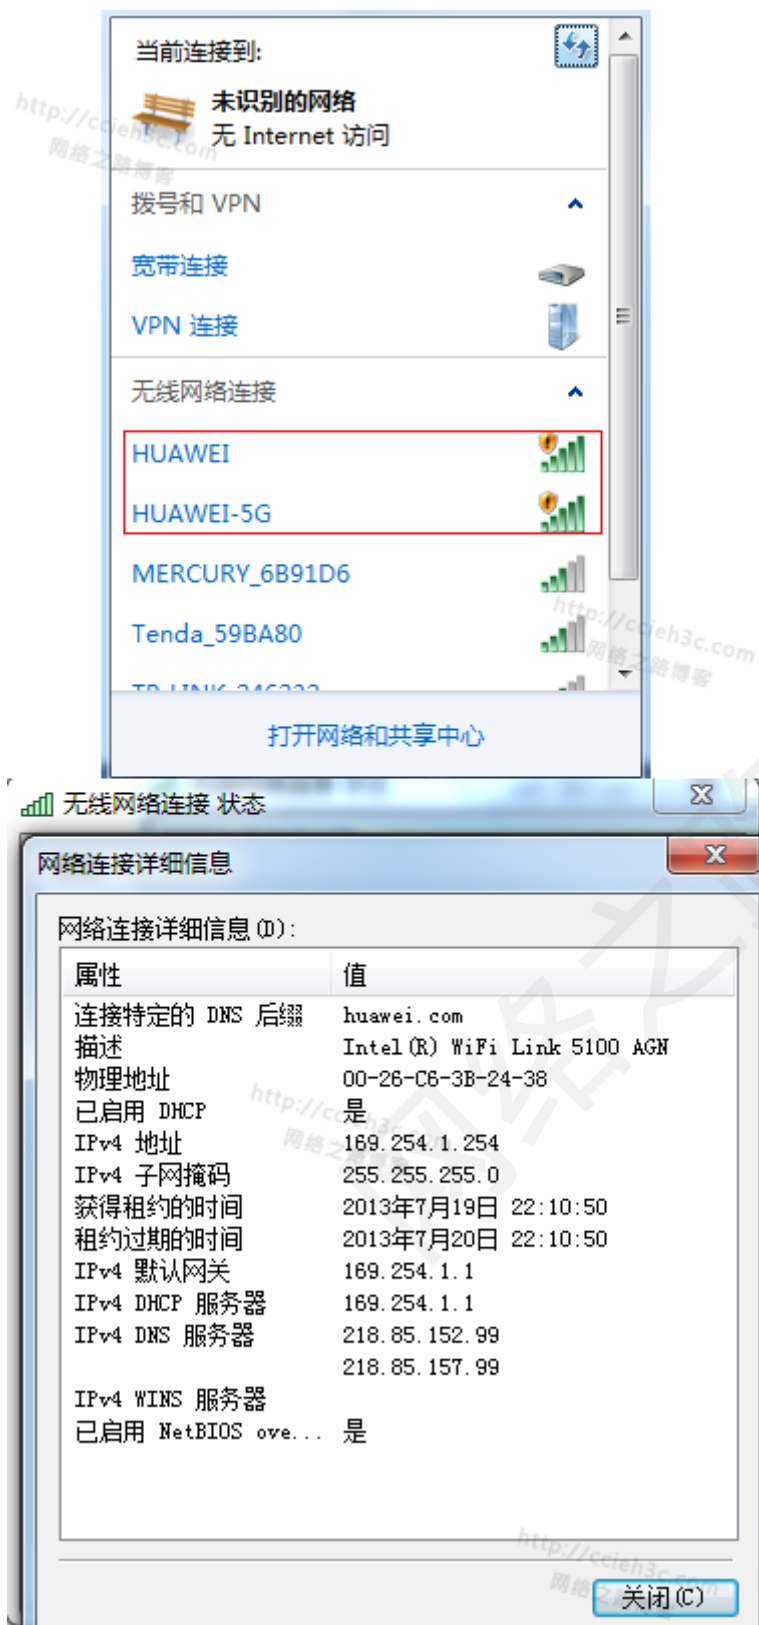 当前连接到:
未识别的网络
无 Internet 访问
拨号和 VPN
宽带连接
VPN 连接
无线网络连接
HUAWEI
HUAWEI-5G
MERCURY_6B91D6
Tenda_59BA80
打开网络和共享中心
http://ccieh3c.com
网络之路博客
http://ccieh3c.com
网络之路博客
无线网络连接 状态
网络连接详细信息
网络连接详细信息(D):
属性 值
连接特定的 DNS 后缀 huawei.com
描述 Intel(R) WiFi Link 5100 AGN
物理地址 00-26-C6-3B-24-38
已启用 DHCP 是
IPv4 地址 169.254.1.254
IPv4 子网掩码 255.255.255.0
获得租约的时间 2013年7月19日 22:10:50
租约过期的时间 2013年7月20日 22:10:50
IPv4 默认网关 169.254.1.1
IPv4 DHCP 服务器 169.254.1.1
IPv4 DNS 服务器 218.85.152.99
218.85.157.99
IPv4 WINS 服务器
已启用 NetBIOS ove... 是
关闭(C)